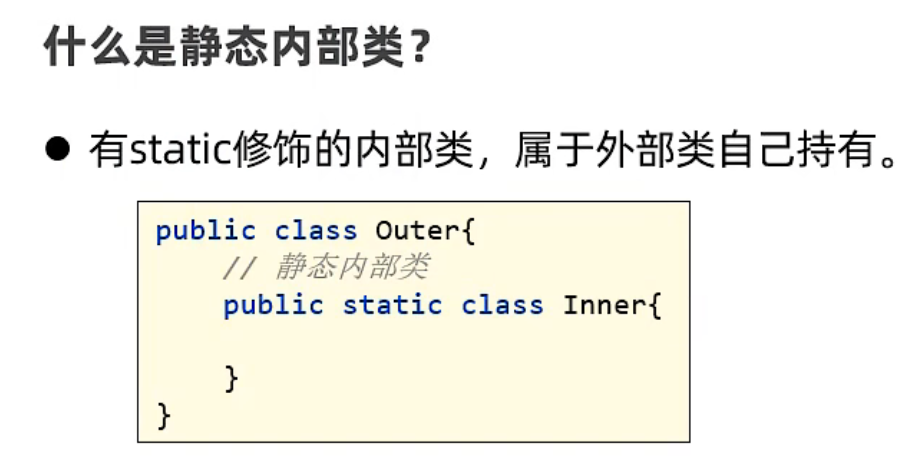 什么是静态内部类？
● 有static修饰的内部类，属于外部类自己持有。
public class Outer{
    // 静态内部类
    public static class Inner{
    }
}